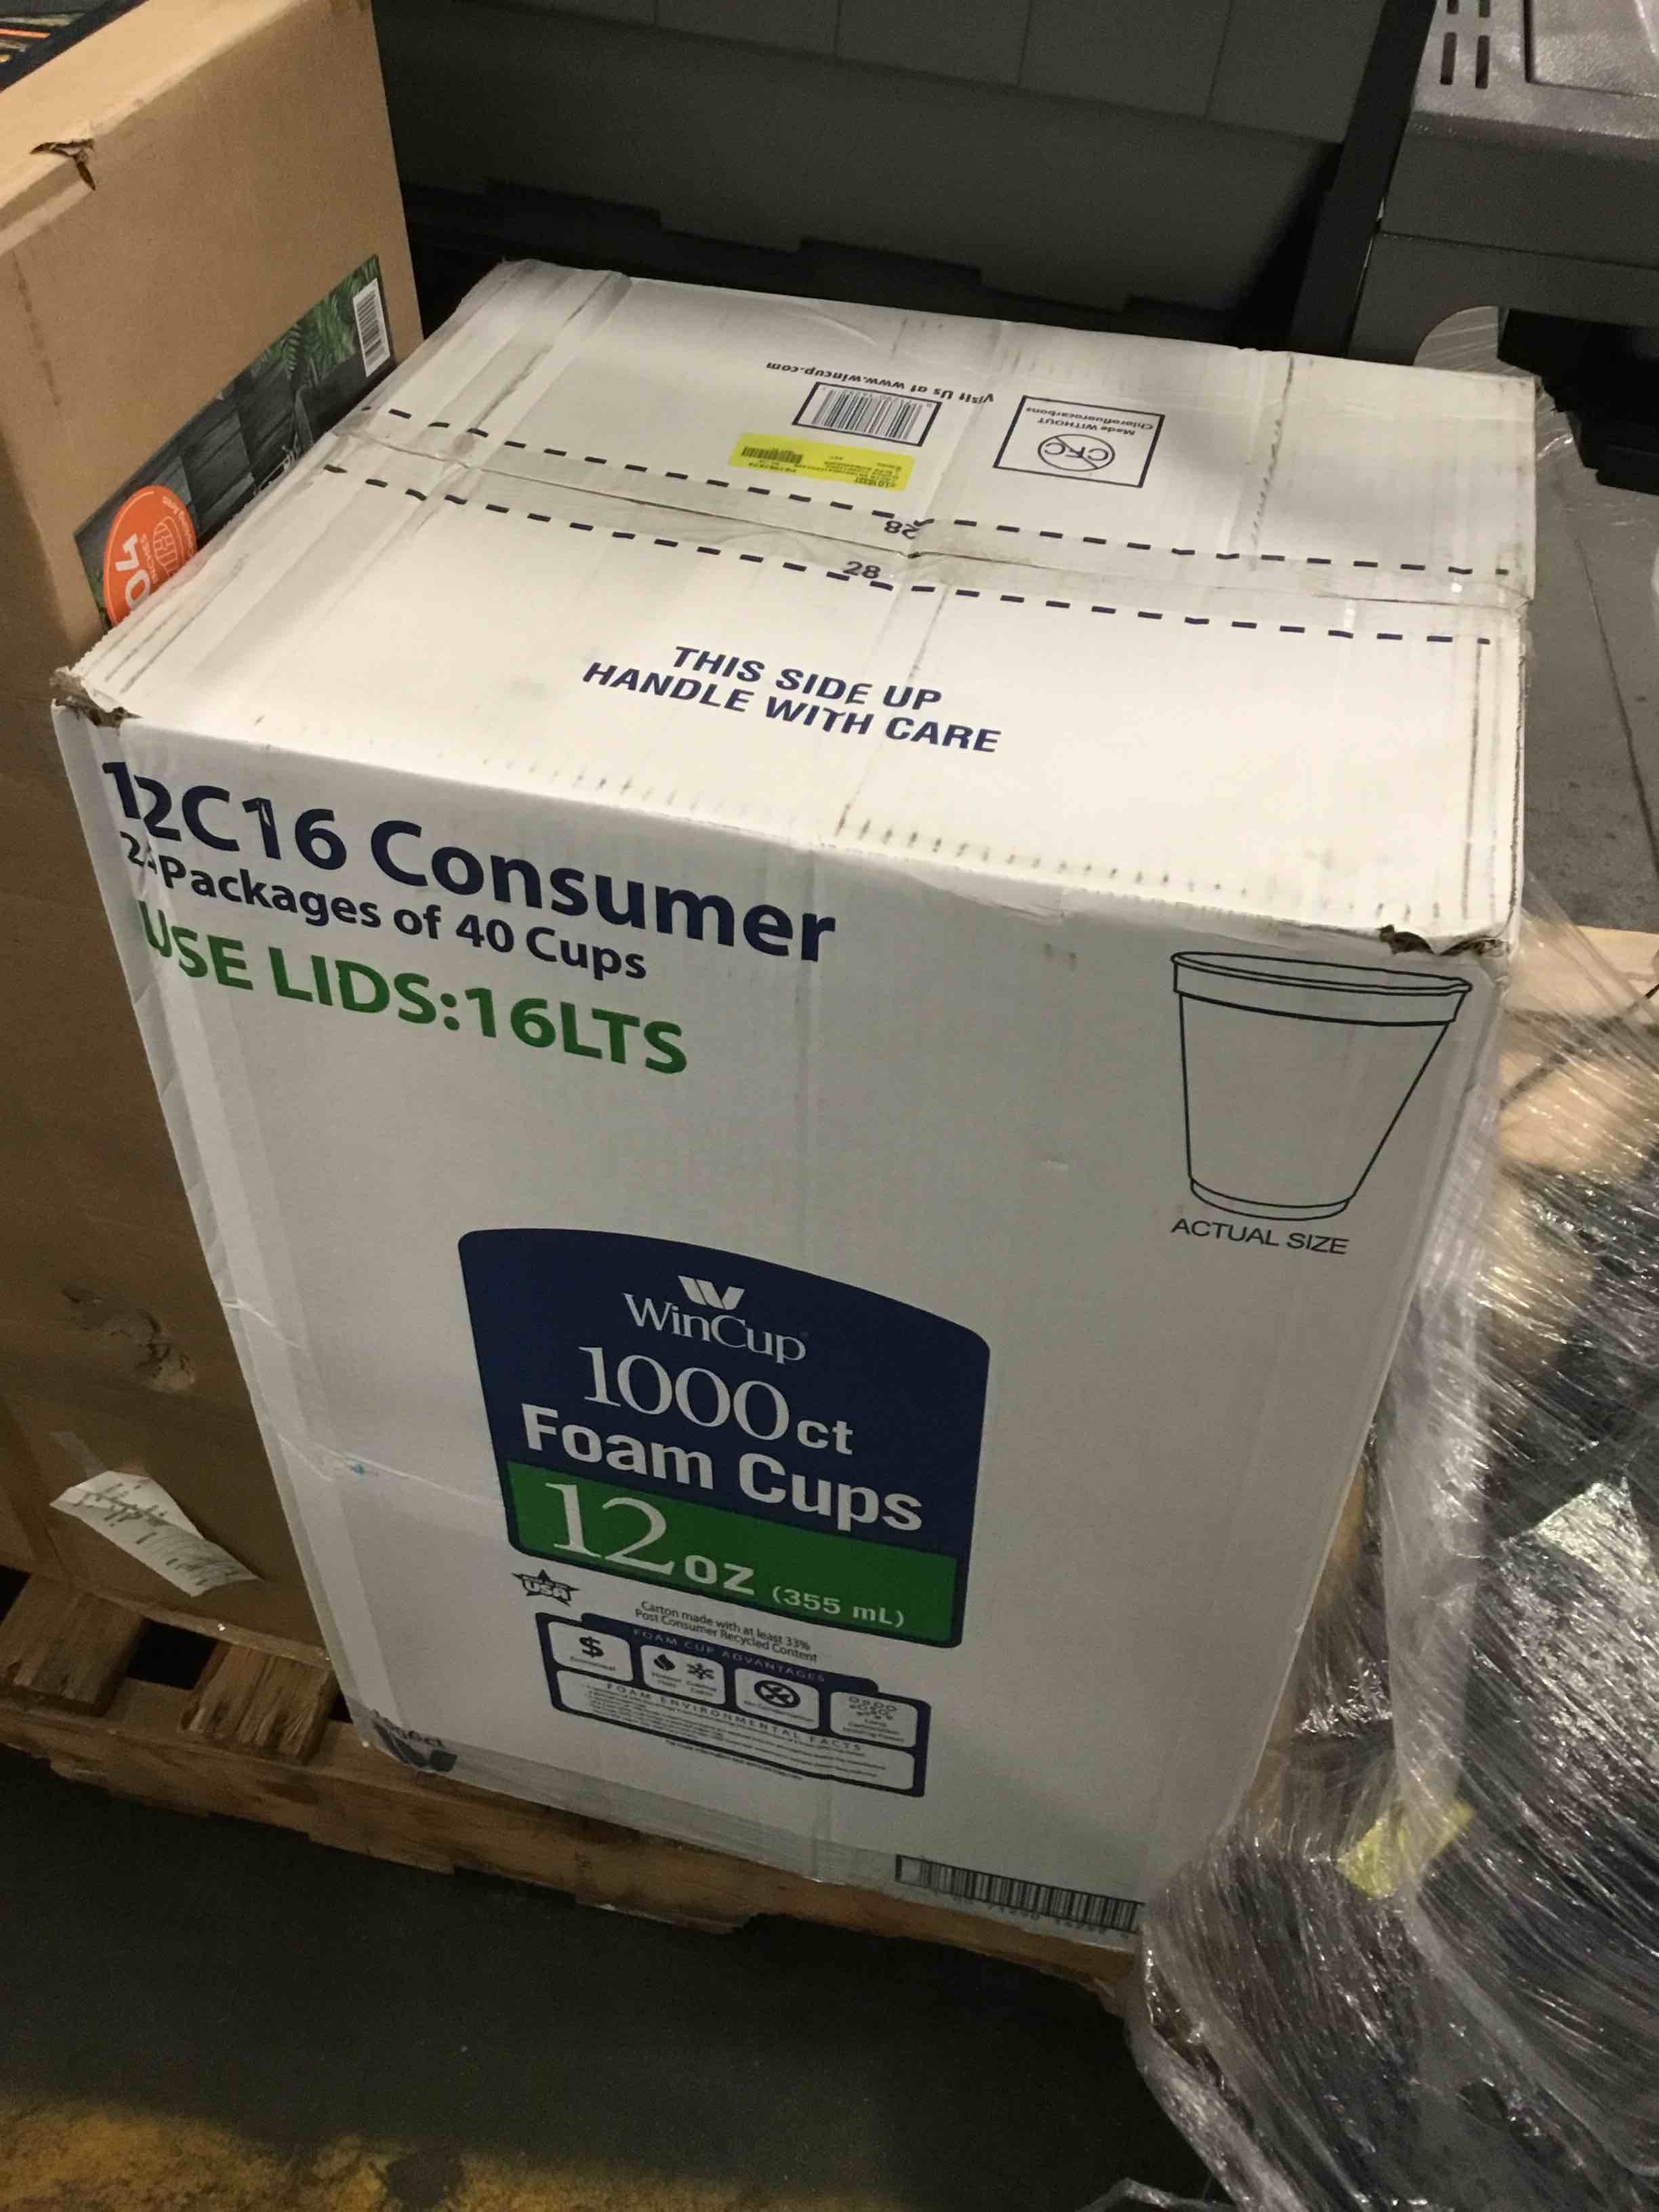 Visit Us at www.wincup.com
Made WITHOUT
Chlorofluorocarbons
CFC
28
28
THIS SIDE UP
HANDLE WITH CARE
12C16 Consumer
Packages of 40 Cups
USE LIDS:16LTS
ACTUAL SIZE
WinCup
1000ct
Foam Cups
12oz (355 mL)
USA
Carton made with at least 33%
Post Consumer Recycled Content
FOAM CUP ADVANTAGES
$
Economical
FOAM ENVIRONMENTAL FACTS